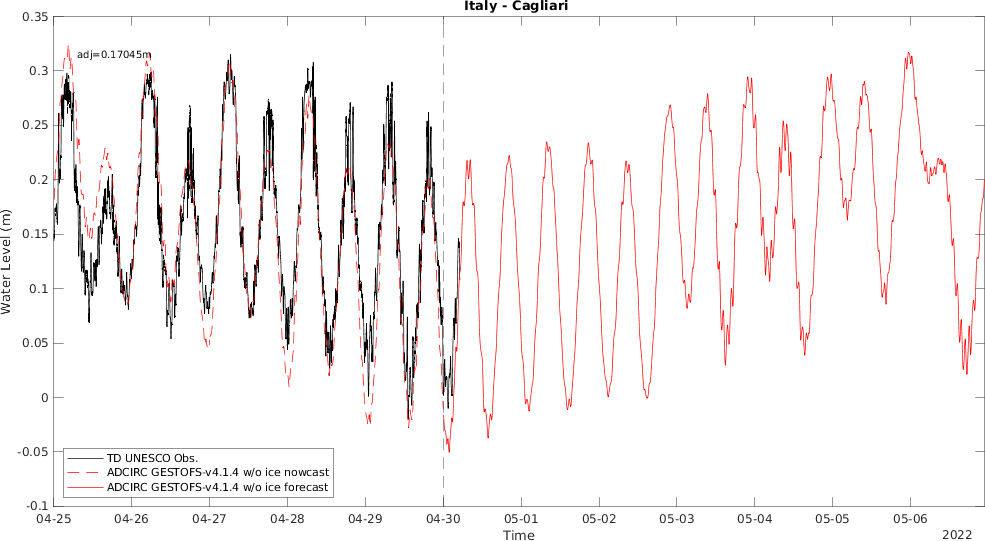 Italy - Cagliari
adj=0.17045m
Water Level (m)
0.35
0.3
0.25
0.2
0.15
0.1
0.05
0
-0.05
-0.1
TD UNESCO Obs.
ADCIRC GESTOFS-v4.1.4 w/o ice nowcast
ADCIRC GESTOFS-v4.1.4 w/o ice forecast
04-25 04-26 04-27 04-28 04-29 04-30 05-01 05-02 05-03 05-04 05-05 05-06
Time
2022